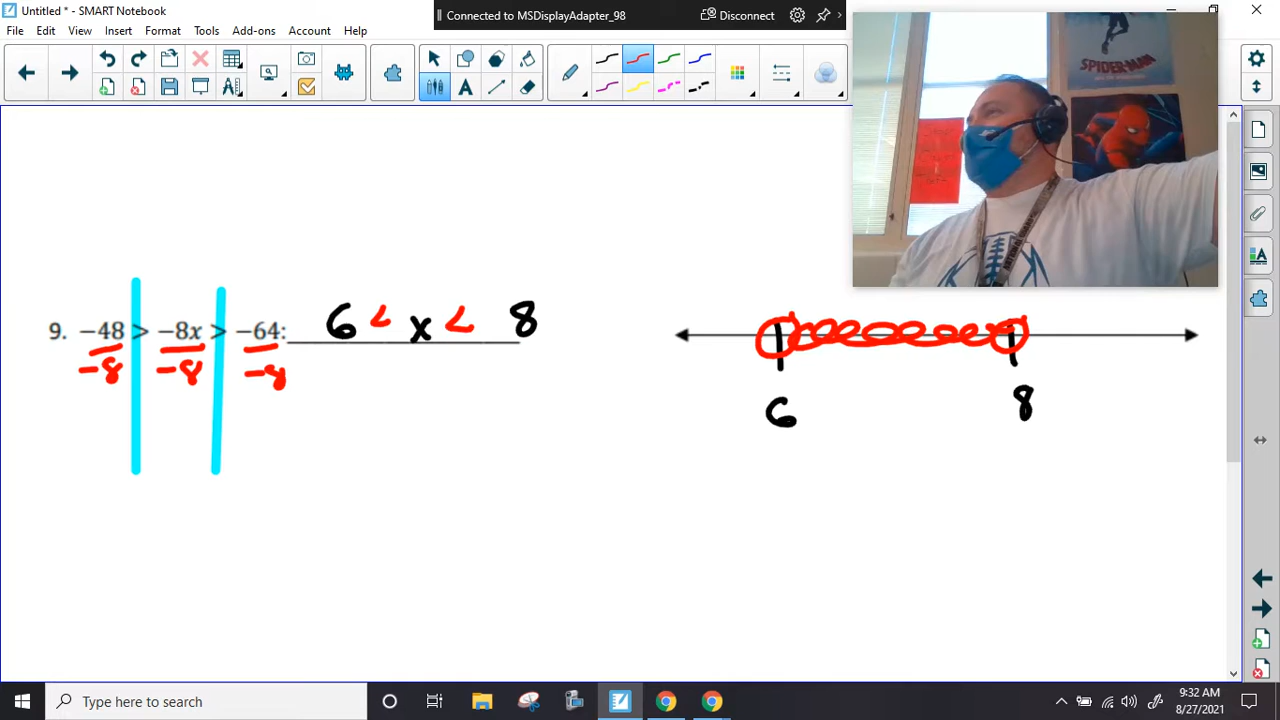 Untitled * - SMART Notebook
Connected to MSDisplayAdapter_98
Disconnect
File Edit View Insert Format Tools Add-ons Account Help
SPIDER-MAN
9. −48 > −8x > −64:
6 < x < 8
−8 −8 −8
6 8
Type here to search
9:32 AM
8/27/2021